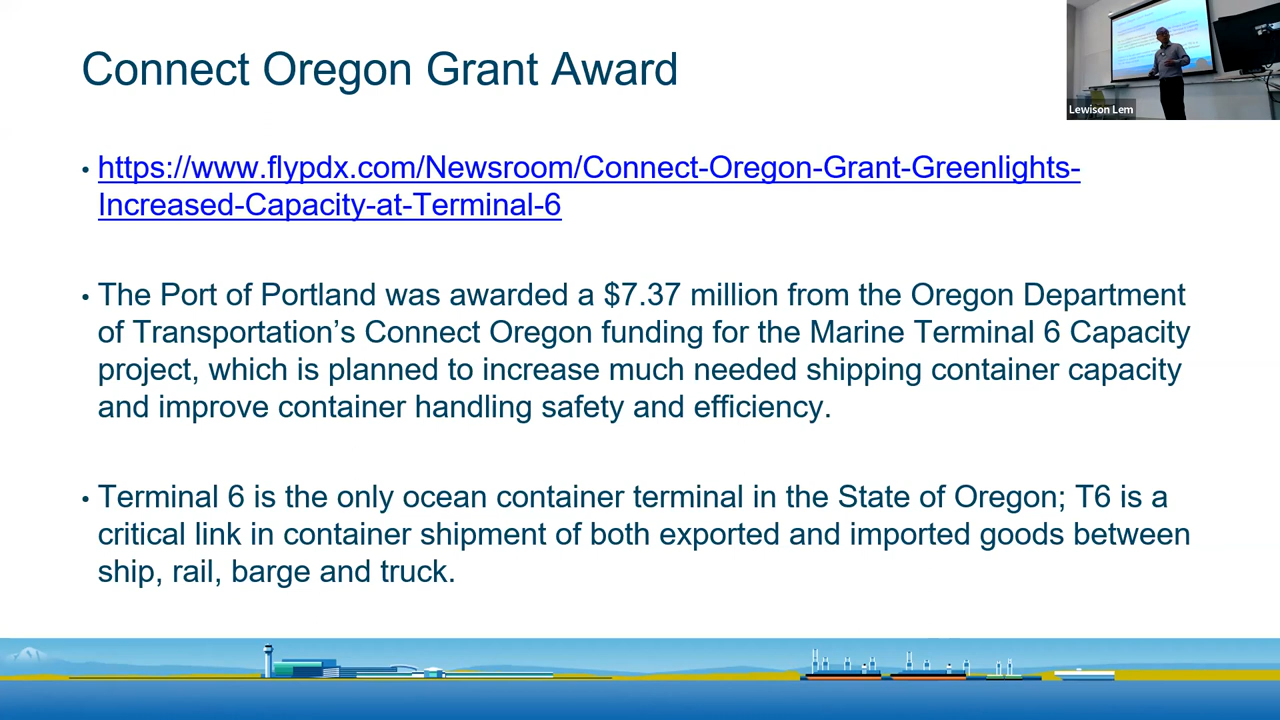 Connect Oregon Grant Award
Lewison Lem
• https://www.flypdx.com/Newsroom/Connect-Oregon-Grant-Greenlights-
Increased-Capacity-at-Terminal-6
• The Port of Portland was awarded a $7.37 million from the Oregon Department
of Transportation’s Connect Oregon funding for the Marine Terminal 6 Capacity
project, which is planned to increase much needed shipping container capacity
and improve container handling safety and efficiency.
• Terminal 6 is the only ocean container terminal in the State of Oregon; T6 is a
critical link in container shipment of both exported and imported goods between
ship, rail, barge and truck.